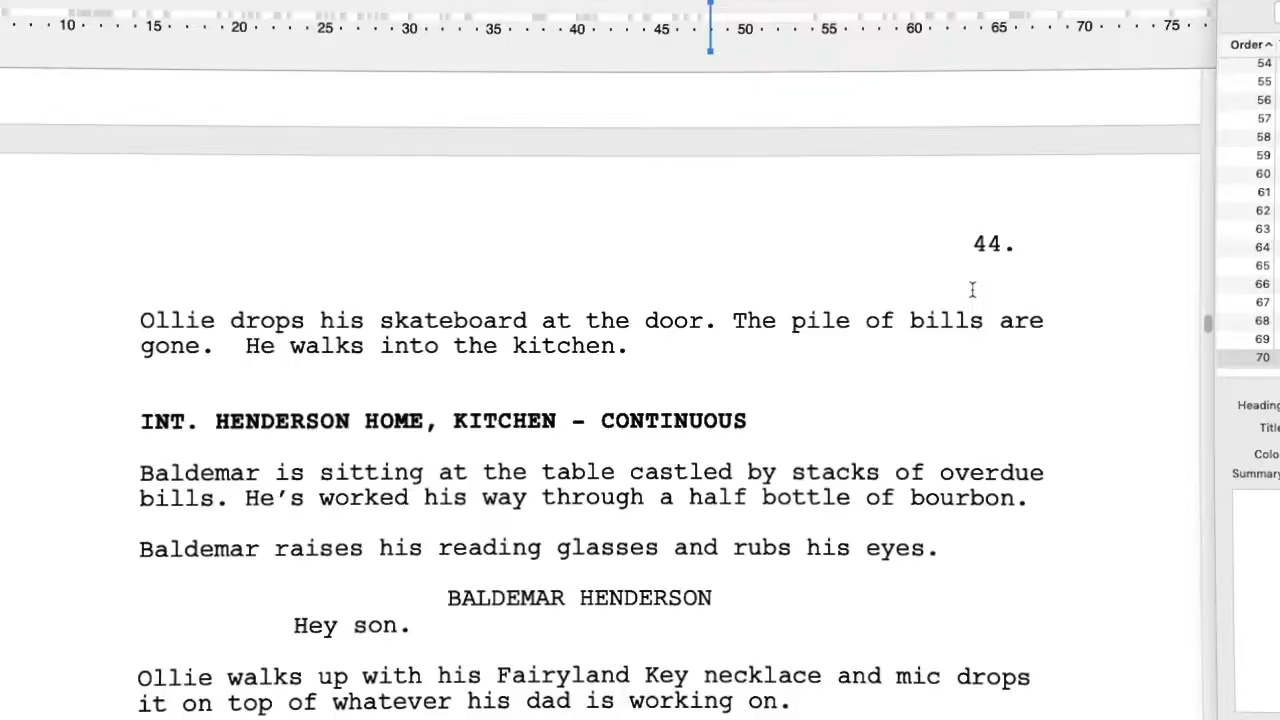 10 15 20 25 30 35 40 45 50 55 60 65 70 75
Order
54
55
56
57
58
59
60
61
62
63
64
65
66
67
68
69
70
44.
Ollie drops his skateboard at the door. The pile of bills are
gone.  He walks into the kitchen.
INT. HENDERSON HOME, KITCHEN - CONTINUOUS
Baldemar is sitting at the table castled by stacks of overdue
bills. He's worked his way through a half bottle of bourbon.
Baldemar raises his reading glasses and rubs his eyes.
BALDEMAR HENDERSON
Hey son.
Ollie walks up with his Fairyland Key necklace and mic drops
it on top of whatever his dad is working on.
Heading
Title
Colo
Summary